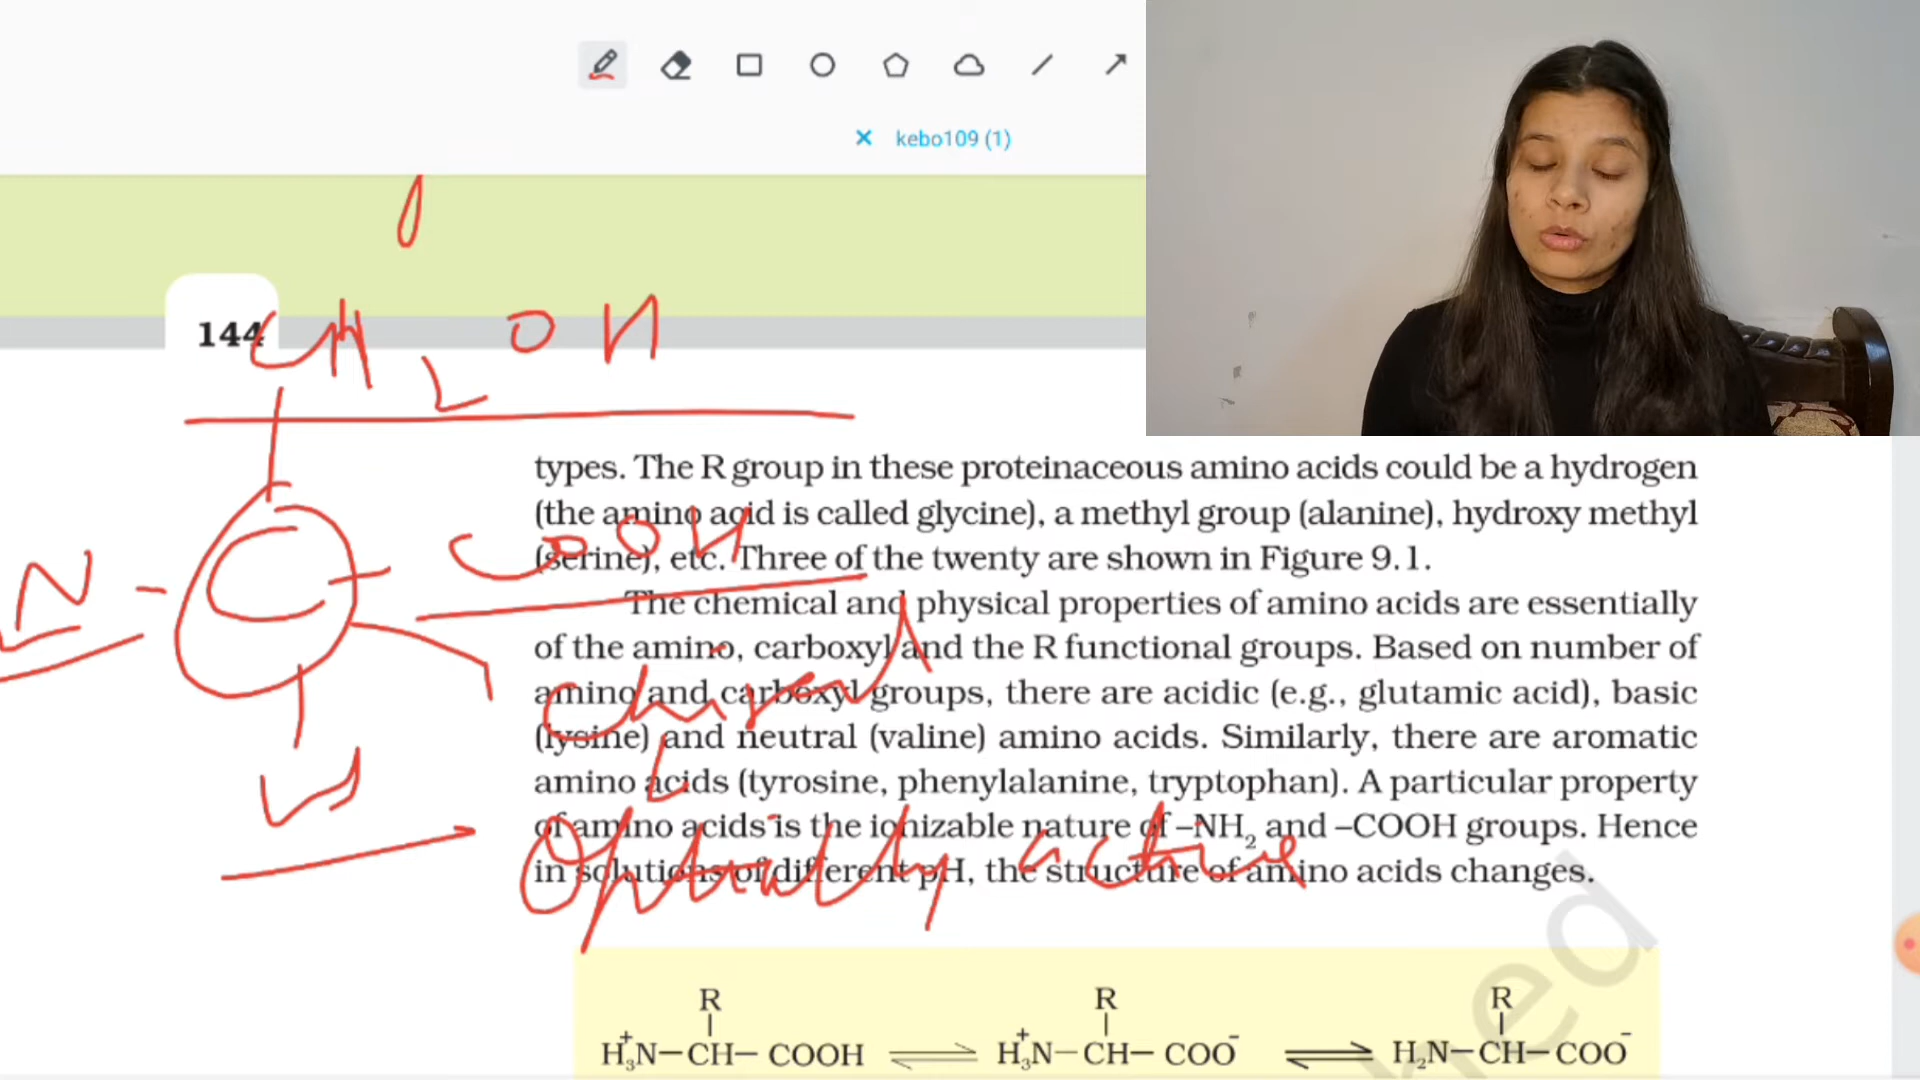 kebo109 (1)
144
CH2OH
types. The R group in these proteinaceous amino acids could be a hydrogen
(the amino acid is called glycine), a methyl group (alanine), hydroxy methyl
(serine), etc. Three of the twenty are shown in Figure 9.1.
N - C - COOH
The chemical and physical properties of amino acids are essentially
of the amino, carboxyl and the R functional groups. Based on number of
amino and carboxyl groups, there are acidic (e.g., glutamic acid), basic
chiral
(lysine) and neutral (valine) amino acids. Similarly, there are aromatic
H
amino acids (tyrosine, phenylalanine, tryptophan). A particular property
of amino acids is the ionizable nature of –NH₂ and –COOH groups. Hence
Optically active
in solutions of different pH, the structure of amino acids changes.
hed
R R R
H₃⁺N–CH–COOH ⇌ H₃⁺N–CH–COO⁻ ⇌ H₂N–CH–COO⁻